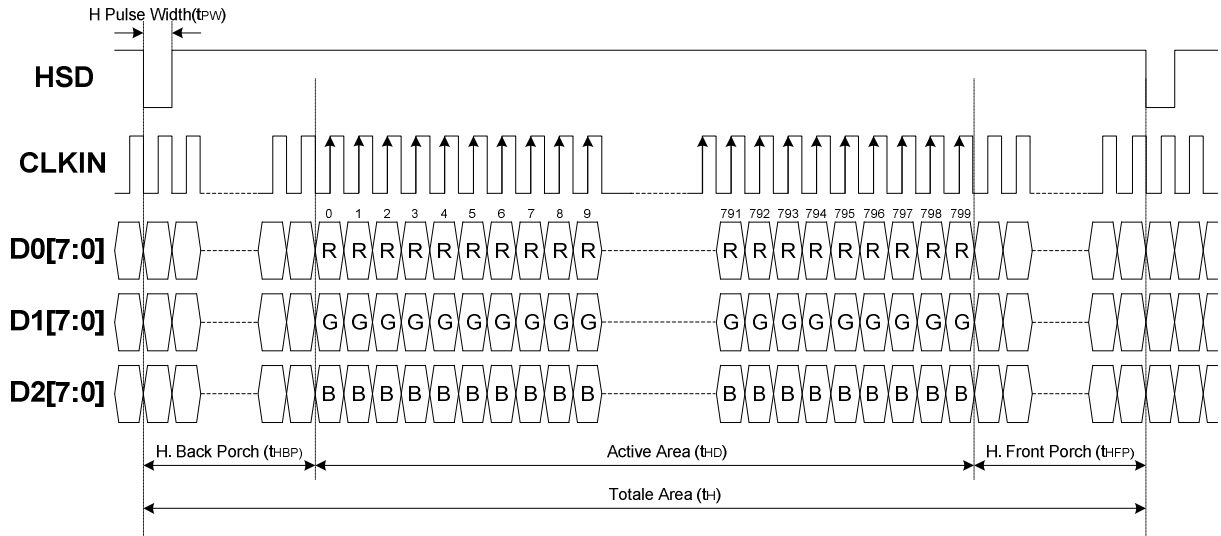 H Pulse Width(tPW)
HSD
CLKIN
0 1 2 3 4 5 6 7 8 9 791 792 793 794 795 796 797 798 799
D0[7:0] R R R R R R R R R R R R R R R R R R R
D1[7:0] G G G G G G G G G G G G G G G G G G G
D2[7:0] B B B B B B B B B B B B B B B B B B B
H. Back Porch (tHBP) Active Area (tHD) H. Front Porch (tHFP)
Totale Area (tH)